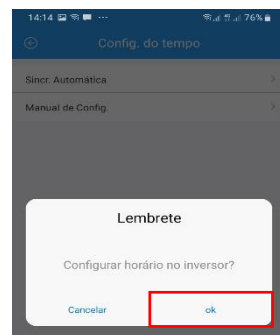 14:14 ... 76%
Config. do tempo
Sincr. Automática
Manual de Config.
Lembrete
Configurar horário no inversor?
Cancelar ok